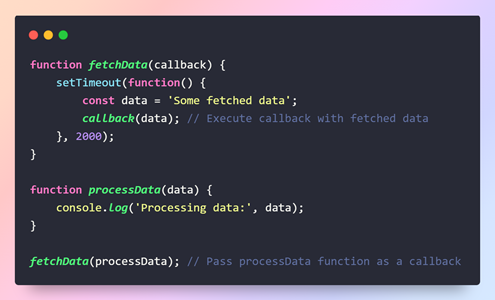 function fetchData(callback) {
    setTimeout(function() {
        const data = 'Some fetched data';
        callback(data); // Execute callback with fetched data
    }, 2000);
}

function processData(data) {
    console.log('Processing data:', data);
}

fetchData(processData); // Pass processData function as a callback